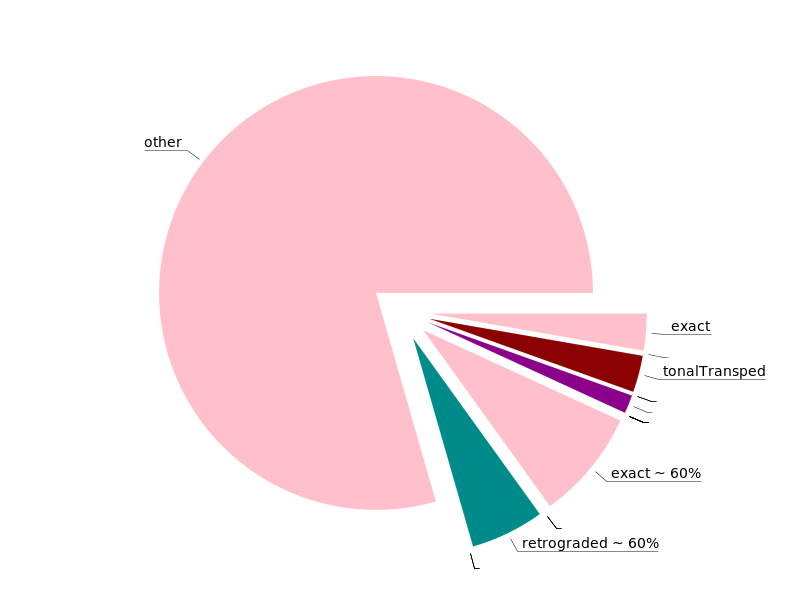 other
exact
tonalTransped
exact ~ 60%
retrograded ~ 60%